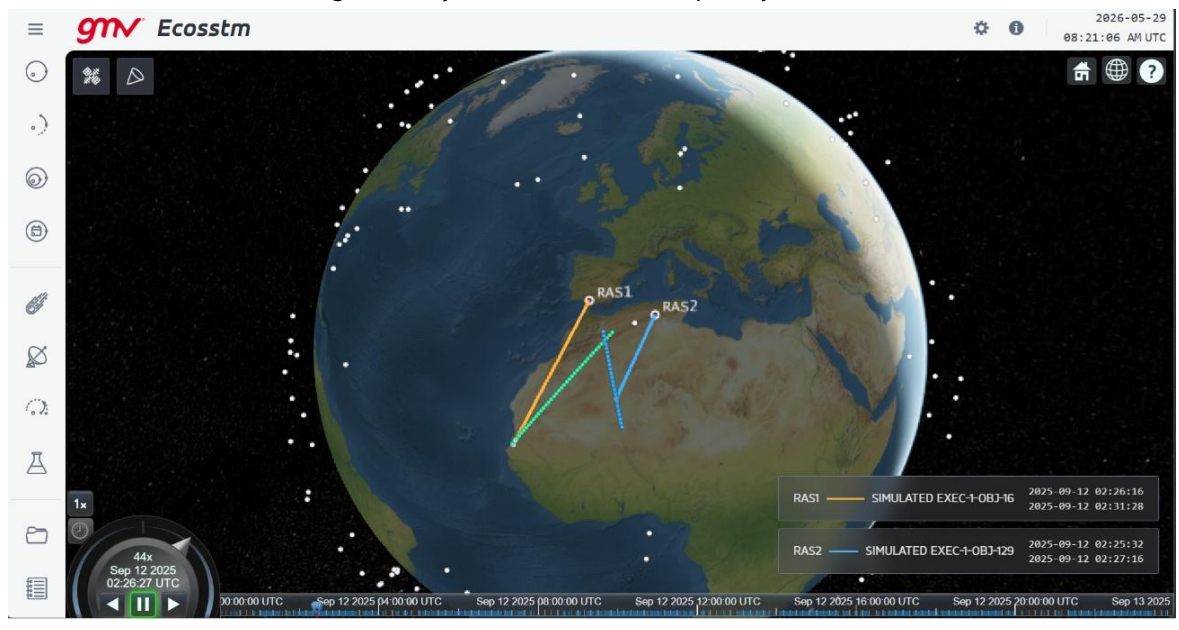 gmv Ecosstm
2026-05-29
08:21:06 AM UTC
?
RAS1
RAS2
RAS1 SIMULATED EXEC-1-OBJ-16 2025-09-12 02:26:16
2025-09-12 02:31:28
RAS2 SIMULATED EXEC-1-OBJ-129 2025-09-12 02:25:32
2025-09-12 02:27:16
1x
44x
Sep 12 2025
02:26:27 UTC
00:00:00 UTC Sep 12 2025 04:00:00 UTC Sep 12 2025 08:00:00 UTC Sep 12 2025 12:00:00 UTC Sep 12 2025 16:00:00 UTC Sep 12 2025 20:00:00 UTC Sep 13 2025